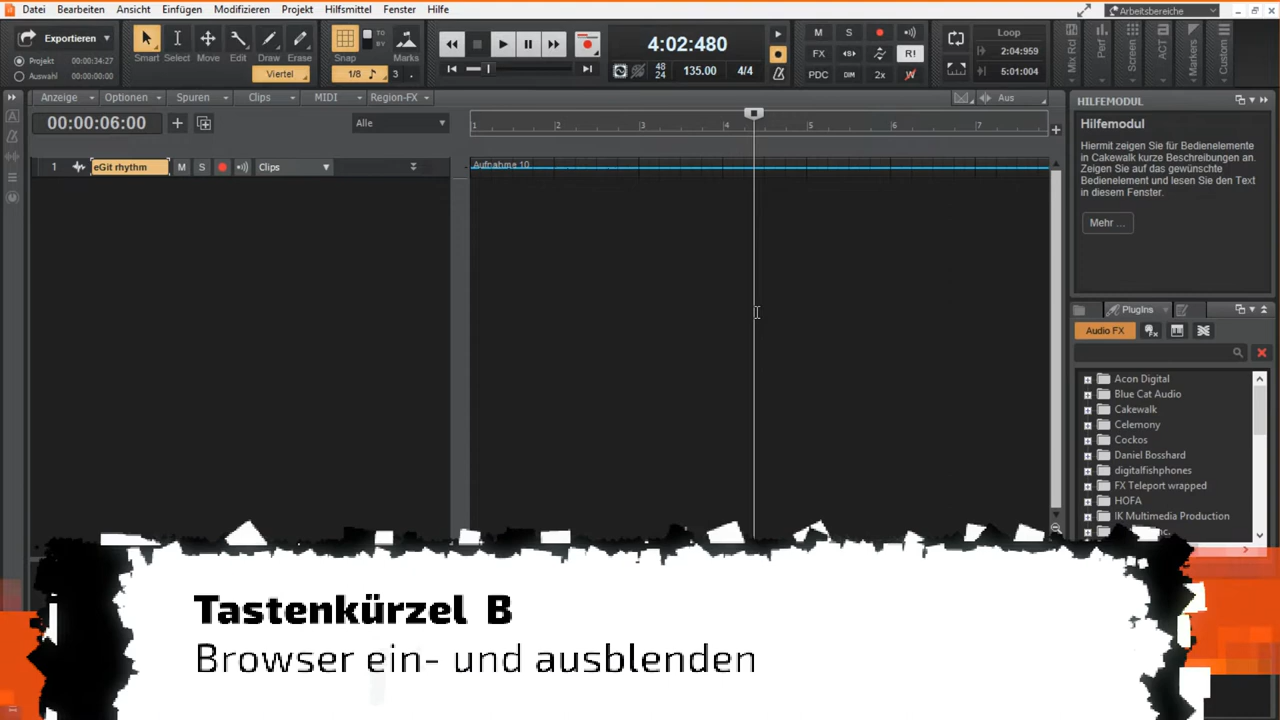 Datei Bearbeiten Ansicht Einfügen Modifizieren Projekt Hilfsmittel Fenster Hilfe Arbeitsbereiche
Exportieren
Projekt 00:00:34:27
Auswahl 00:00:00:00
Smart Select Move Edit Draw Erase
Viertel
Snap TO BY Marks
1/8 3
4:02:480
48 24 135.00 4/4
M S
FX R!
PDC DIM 2x
Loop
2:04:959
5:01:004
Mix Rcl
Perf
Screen
ACT
Markers
Custom
Anzeige Optionen Spuren Clips MIDI Region-FX Aus
00:00:06:00 Alle
1 2 3 4 5 6 7
1 eGit rhythm M S Clips
Aufnahme 10
HILFEMODUL
Hilfemodul
Hiermit zeigen Sie für Bedienelemente
in Cakewalk kurze Beschreibungen an.
Zeigen Sie auf das gewünschte
Bedienelement und lesen Sie den Text
in diesem Fenster.
Mehr ...
PlugIns
Audio FX
Acon Digital
Blue Cat Audio
Cakewalk
Celemony
Cockos
Daniel Bosshard
digitalfishphones
FX Teleport wrapped
HOFA
IK Multimedia Production
Tastenkürzel B
Browser ein- und ausblenden